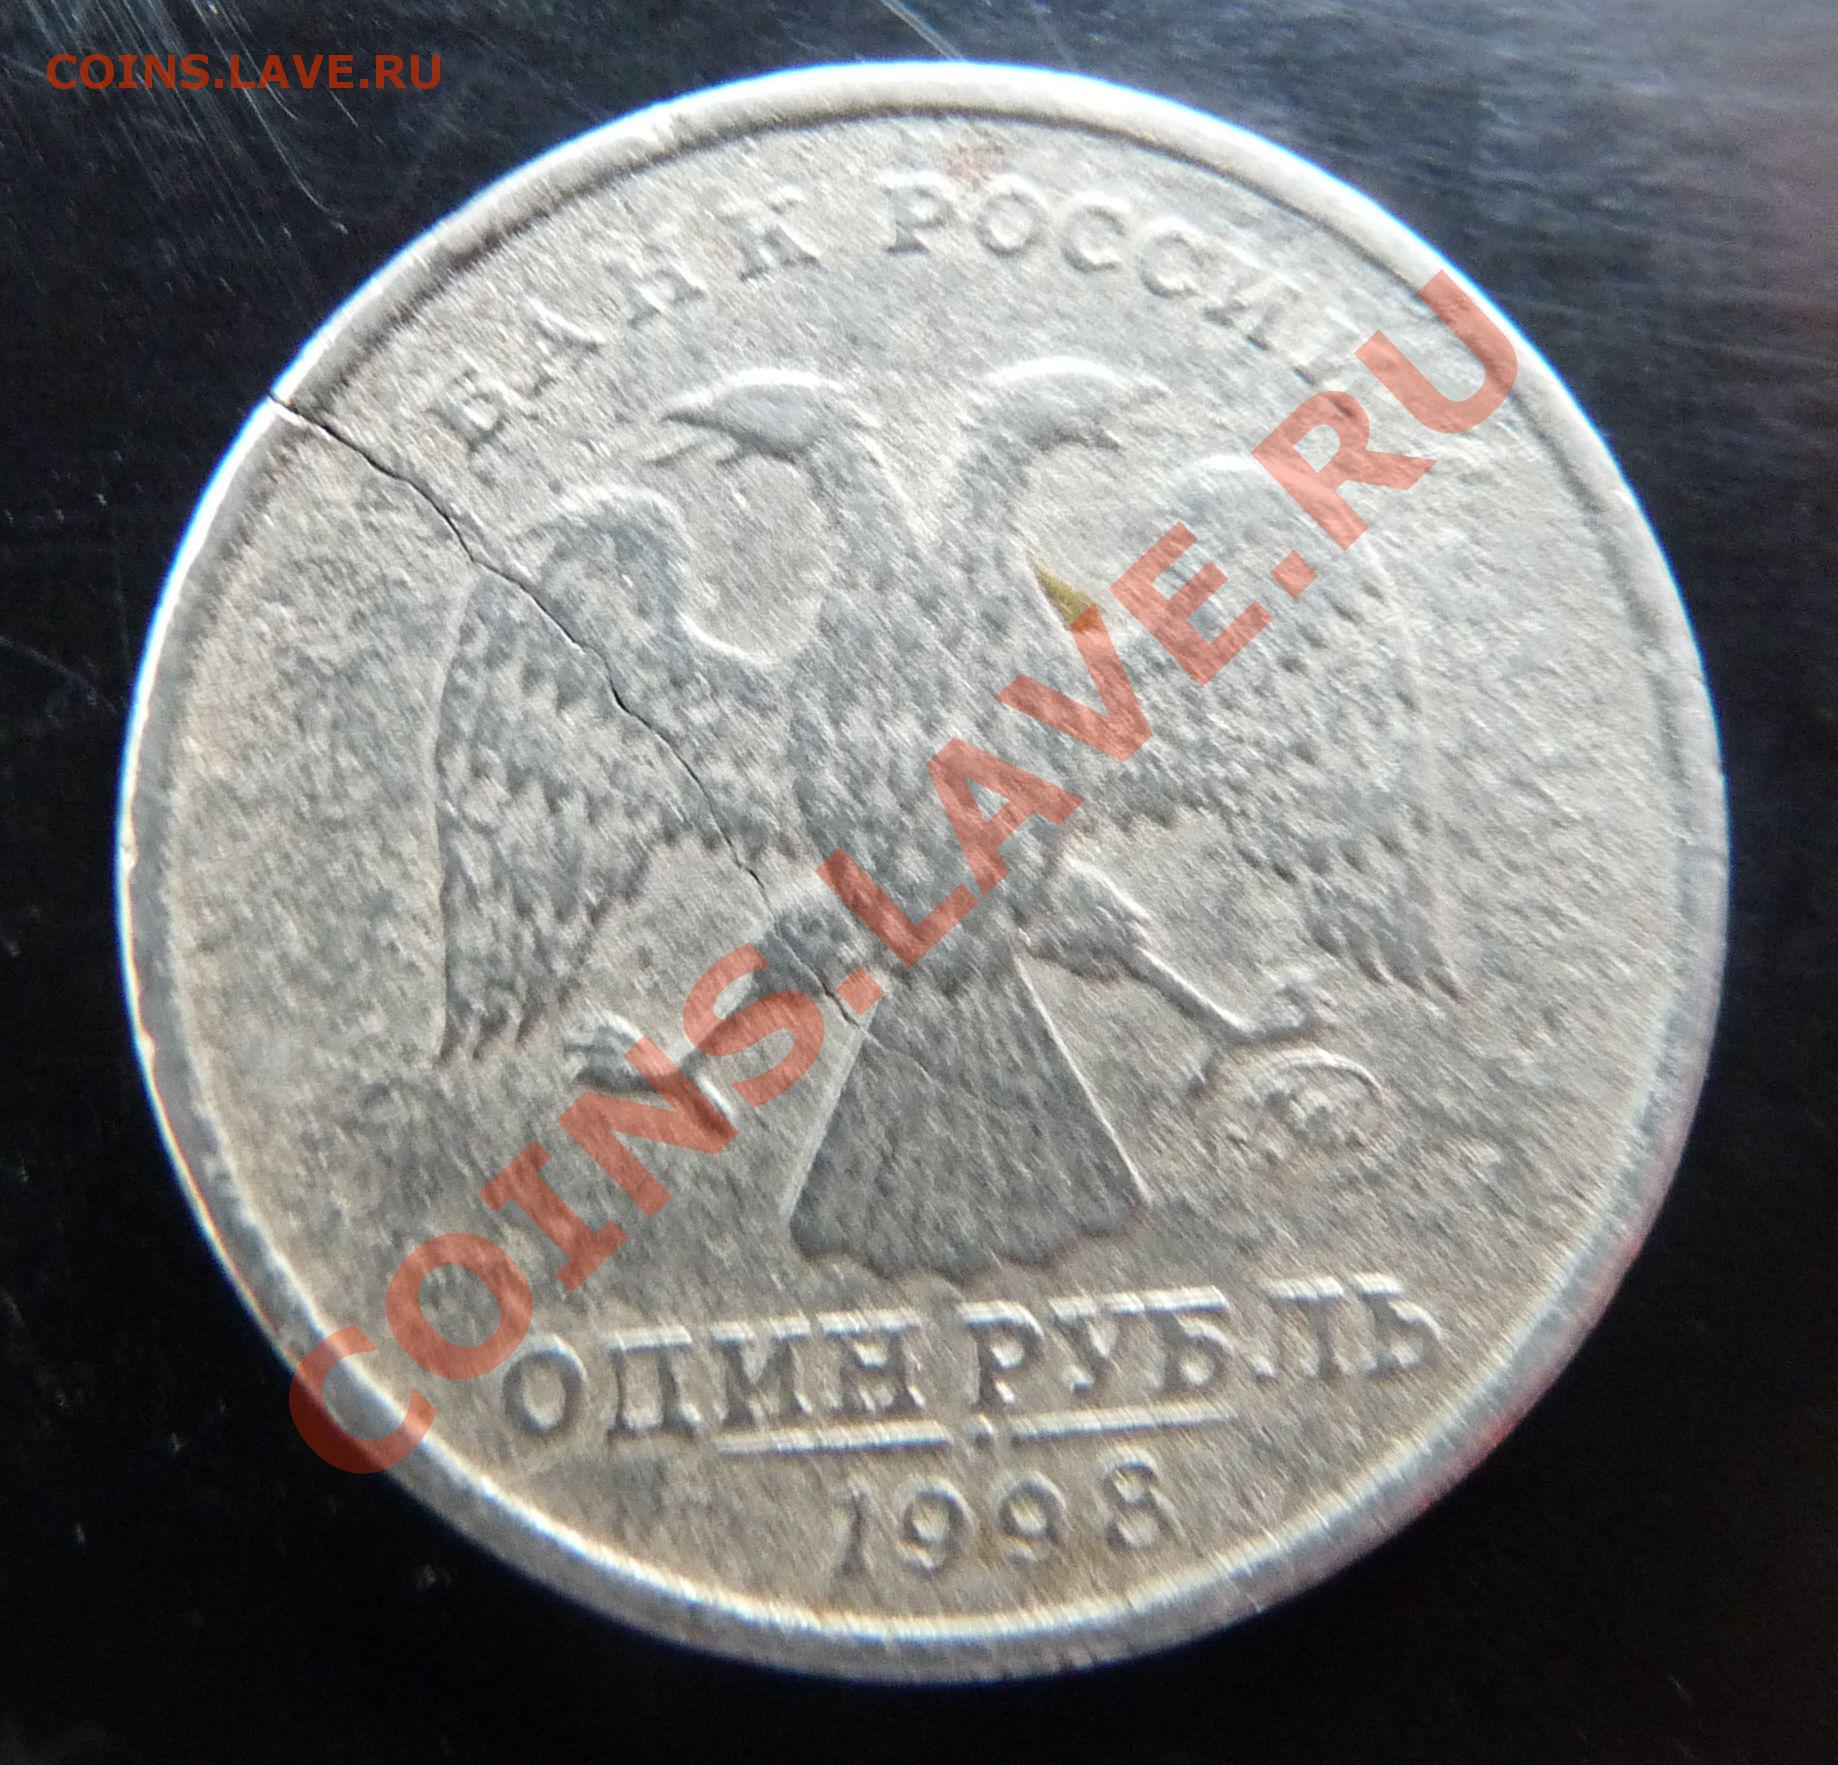 COINS.LAVE.RU
БАНК РОССИИ
COINS.LAVE.RU
ОДИН РУБЛЬ
1998